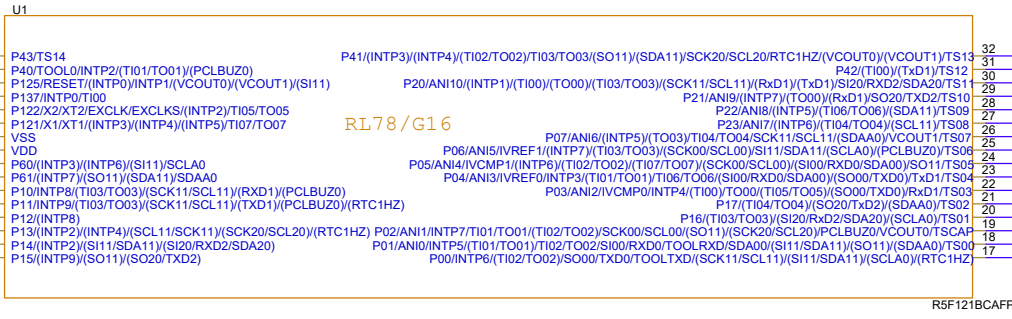 U1
P43/TS14
P40/TOOL0/INTP2/(TI01/TO01)/(PCLBUZ0)
P125/RESET/(INTP0)/INTP1/(VCOUT0)/(VCOUT1)/(SI11)
P137/INTP0/TI00
P122/X2/XT2/EXCLK/EXCLKS/(INTP2)/TI05/TO05
P121/X1/XT1/(INTP3)/(INTP4)/(INTP5)/TI07/TO07
VSS
VDD
P60/(INTP3)/(INTP6)/(SI11)/SCLA0
P61/(INTP7)/(SO11)/(SDA11)/SDAA0
P10/INTP8/(TI03/TO03)/(SCK11/SCL11)/(RXD1)/(PCLBUZ0)
P11/INTP9/(TI03/TO03)/(SCK11/SCL11)/(TXD1)/(PCLBUZ0)/(RTC1HZ)
P12/(INTP8)
P13/(INTP2)/(INTP4)/(SCL11/SCK11)/(SCK20/SCL20)/(RTC1HZ)
P14/(INTP2)/(SI11/SDA11)/(SI20/RXD2/SDA20)
P15/(INTP9)/(SO11)/(SO20/TXD2)
RL78/G16
P41/(INTP3)/(INTP4)/(TI02/TO02)/TI03/TO03/(SO11)/(SDA11)/SCK20/SCL20/RTC1HZ/(VCOUT0)/(VCOUT1)/TS13 32
P42/(TI00)/(TxD1)/TS12 31
P20/ANI10/(INTP1)/(TI00)/(TO00)/(TI03/TO03)/(SCK11/SCL11)/(RxD1)/(TxD1)/SI20/RXD2/SDA20/TS11 30
P21/ANI9/(INTP7)/(TO00)/(RxD1)/SO20/TXD2/TS10 29
P22/ANI8/(INTP5)/(TI06/TO06)/(SDA11)/TS09 28
P23/ANI7/(INTP6)/(TI04/TO04)/(SCL11)/TS08 27
P07/ANI6/(INTP5)/(TO03)/TI04/TO04/SCK11/SCL11/(SDAA0)/VCOUT1/TS07 26
P06/ANI5/IVREF1/(INTP7)/(TI03/TO03)/(SCK00/SCL00)/SI11/SDA11/(SCLA0)/(PCLBUZ0)/TS06 25
P05/ANI4/IVCMP1/(INTP6)/(TI02/TO02)/(TI07/TO07)/(SCK00/SCL00)/(SI00/RXD0/SDA00)/SO11/TS05 24
P04/ANI3/IVREF0/INTP3/(TI01/TO01)/TI06/TO06/(SI00/RXD0/SDA00)/(SO00/TXD0)/TxD1/TS04 23
P03/ANI2/IVCMP0/INTP4/(TI00)/TO00/(TI05/TO05)/(SO00/TXD0)/RxD1/TS03 22
P17/(TI04/TO04)/(SO20/TxD2)/(SDAA0)/TS02 21
P16/(TI03/TO03)/(SI20/RxD2/SDA20)/(SCLA0)/TS01 20
P02/ANI1/INTP7/TI01/TO01/(TI02/TO02)/SCK00/SCL00/(SO11)/(SCK20/SCL20)/PCLBUZ0/VCOUT0/TSCAP 19
P01/ANI0/INTP5/(TI01/TO01)/TI02/TO02/SI00/RXD0/TOOLRXD/SDA00/(SI11/SDA11)/(SO11)/(SDAA0)/TS00 18
P00/INTP6/(TI02/TO02)/SO00/TXD0/TOOLTXD/(SCK11/SCL11)/(SI11/SDA11)/(SCLA0)/(RTC1HZ) 17
R5F121BCAFP